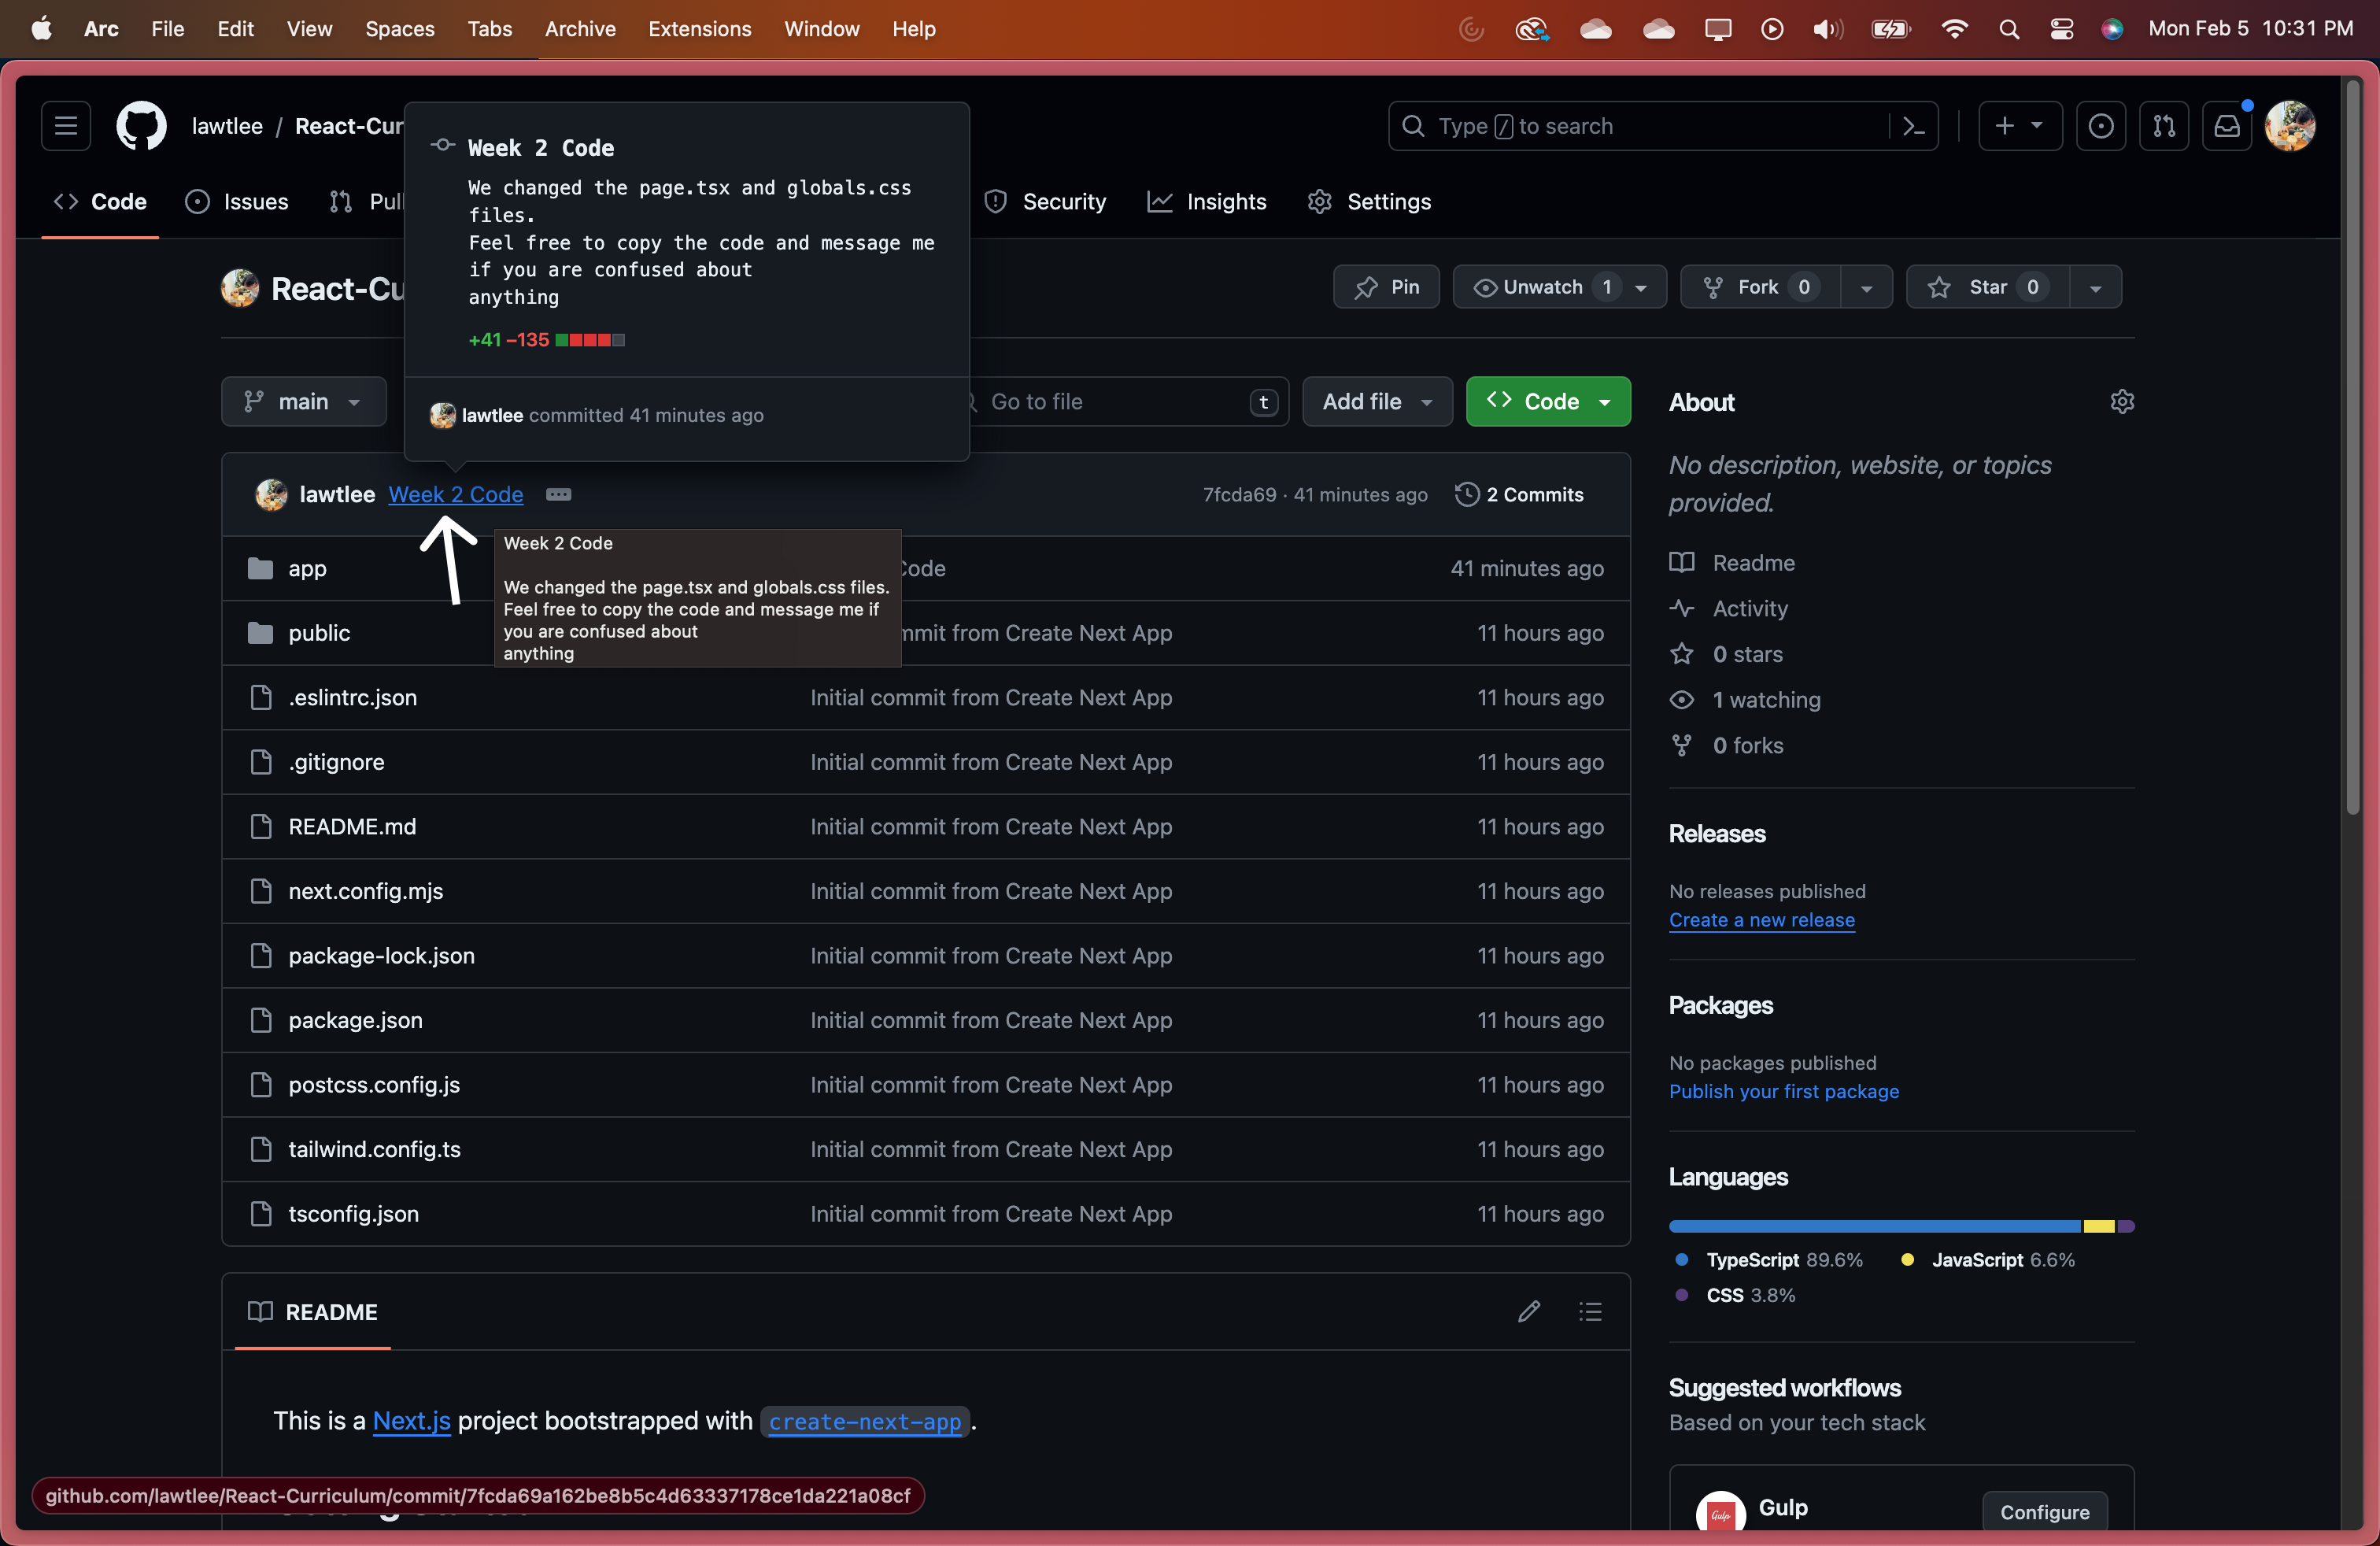 Arc File Edit View Spaces Tabs Archive Extensions Window Help Mon Feb 5 10:31 PM
lawtlee / React-Cur
Type / to search
Code Issues Pull Security Insights Settings
Week 2 Code
We changed the page.tsx and globals.css
files.
Feel free to copy the code and message me
if you are confused about
anything
+41 −135
lawtlee committed 41 minutes ago
React-Cu
Pin Unwatch 1 Fork 0 Star 0
main Go to file t Add file Code
lawtlee Week 2 Code 7fcda69 · 41 minutes ago 2 Commits
Week 2 Code
We changed the page.tsx and globals.css files.
Feel free to copy the code and message me if
you are confused about
anything
app Code 41 minutes ago
public mmit from Create Next App 11 hours ago
.eslintrc.json Initial commit from Create Next App 11 hours ago
.gitignore Initial commit from Create Next App 11 hours ago
README.md Initial commit from Create Next App 11 hours ago
next.config.mjs Initial commit from Create Next App 11 hours ago
package-lock.json Initial commit from Create Next App 11 hours ago
package.json Initial commit from Create Next App 11 hours ago
postcss.config.js Initial commit from Create Next App 11 hours ago
tailwind.config.ts Initial commit from Create Next App 11 hours ago
tsconfig.json Initial commit from Create Next App 11 hours ago
README
This is a Next.js project bootstrapped with create-next-app.
github.com/lawtlee/React-Curriculum/commit/7fcda69a162be8b5c4d63337178ce1da221a08cf
About
No description, website, or topics
provided.
Readme
Activity
0 stars
1 watching
0 forks
Releases
No releases published
Create a new release
Packages
No packages published
Publish your first package
Languages
TypeScript 89.6% JavaScript 6.6%
CSS 3.8%
Suggested workflows
Based on your tech stack
Gulp
Gulp Configure